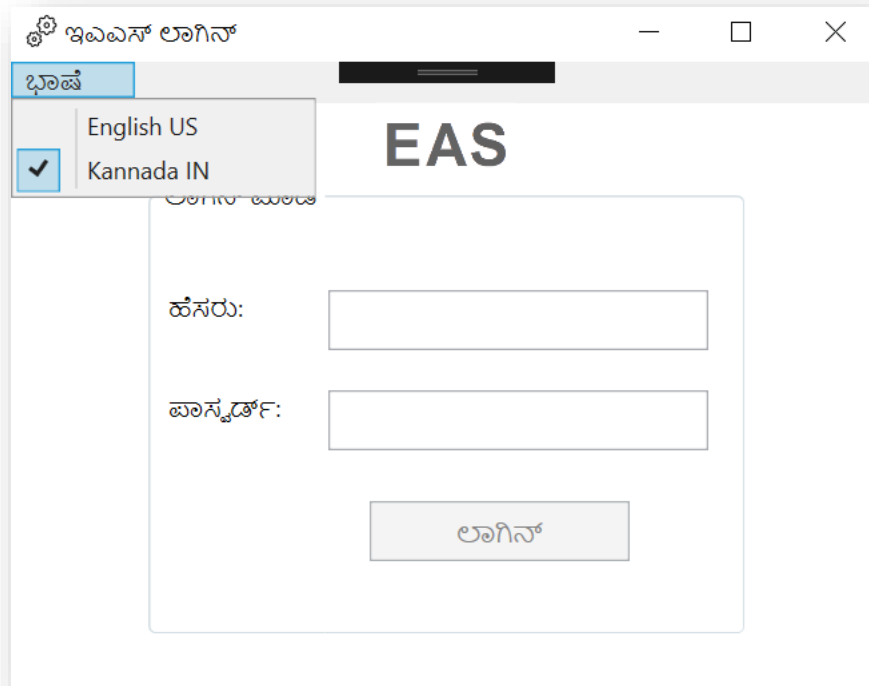 ಇಎಎಸ್ ಲಾಗಿನ್
ಭಾಷೆ
English US
Kannada IN
EAS
ಹೆಸರು:
ಪಾಸ್ವರ್ಡ್:
ಲಾಗಿನ್